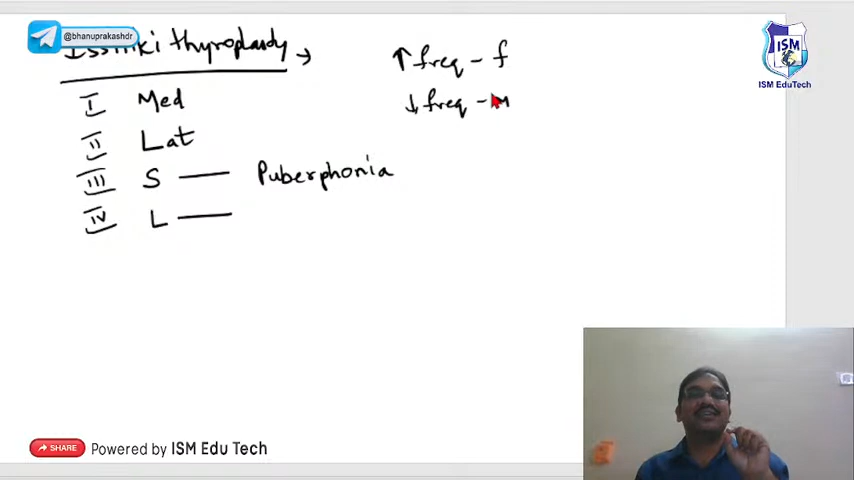 @bhanuprakashdr
Isshiki thyroplasty →
↑ freq - f
↓ freq - m
I Med
II Lat
III S — Puberphonia
IV L —
ISM
ISM EduTech
SHARE
Powered by ISM Edu Tech